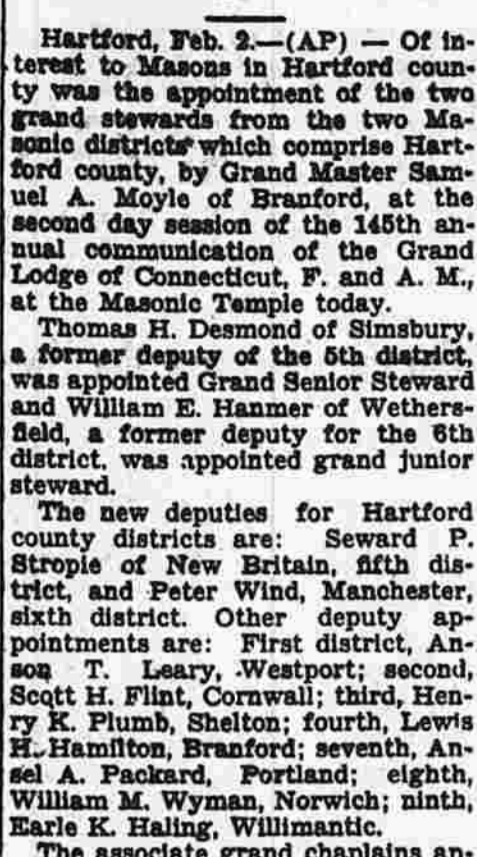 Hartford, Feb. 2.—(AP) — Of in-
terest to Masons in Hartford coun-
ty was the appointment of the two
grand stewards from the two Ma-
sonic districts which comprise Hart-
ford county, by Grand Master Sam-
uel A. Moyle of Branford, at the
second day session of the 145th an-
nual communication of the Grand
Lodge of Connecticut, F. and A. M.,
at the Masonic Temple today.
Thomas H. Desmond of Simsbury,
a former deputy of the 5th district,
was appointed Grand Senior Steward
and William E. Hanmer of Wethers-
field, a former deputy for the 6th
district, was appointed grand junior
steward.
The new deputies for Hartford
county districts are: Seward P.
Strople of New Britain, fifth dis-
trict, and Peter Wind, Manchester,
sixth district. Other deputy ap-
pointments are: First district, An-
son T. Leary, Westport; second,
Scott H. Flint, Cornwall; third, Hen-
ry K. Plumb, Shelton; fourth, Lewis
H. Hamilton, Branford; seventh, An-
sel A. Packard, Portland; eighth,
William M. Wyman, Norwich; ninth,
Earle K. Haling, Willimantic.
The associate grand chaplains ap-